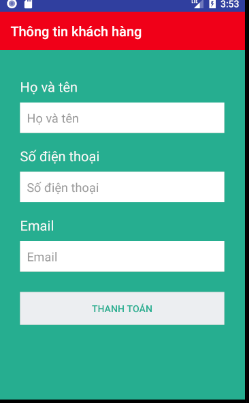 3:53
Thông tin khách hàng
Họ và tên
Họ và tên
Số điện thoại
Số điện thoại
Email
Email
THANH TOÁN